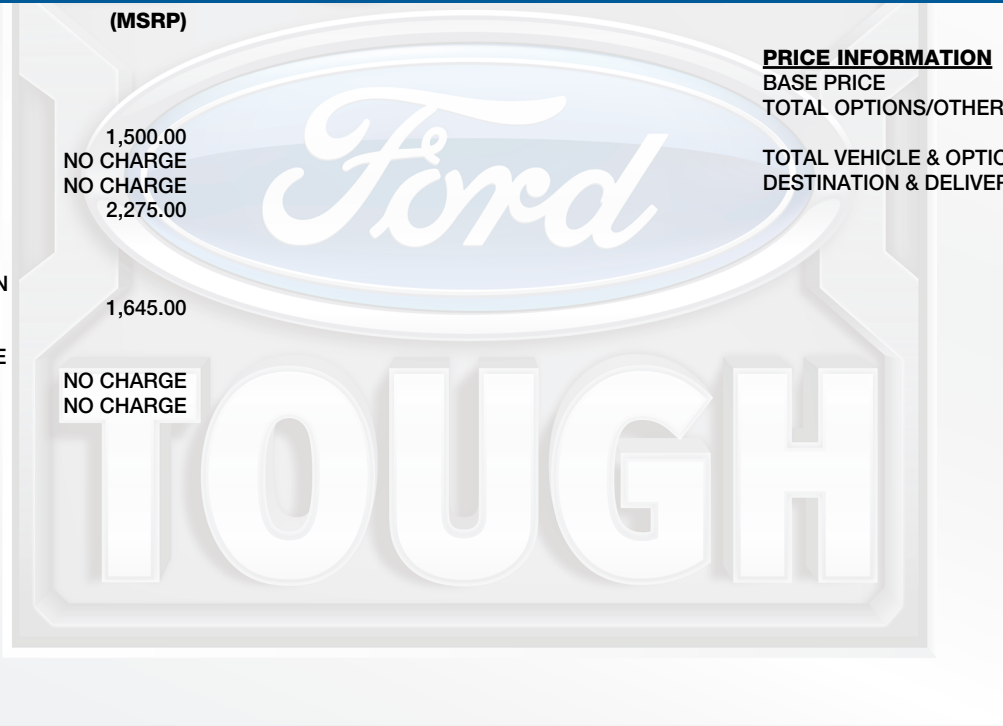 (MSRP)
1,500.00
NO CHARGE
NO CHARGE
2,275.00
N
1,645.00
E
NO CHARGE
NO CHARGE
PRICE INFORMATION
BASE PRICE
TOTAL OPTIONS/OTHER
TOTAL VEHICLE & OPTIO
DESTINATION & DELIVER
Ford
TOUGH